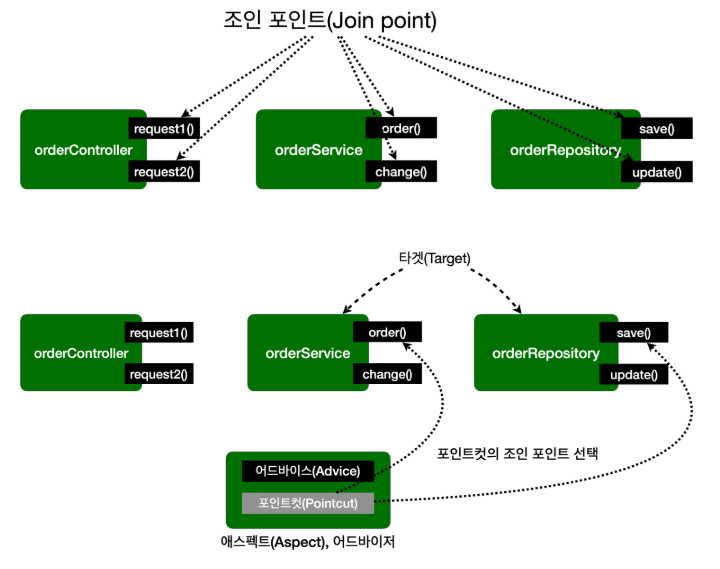 조인 포인트(Join point)
request1()
orderController
request2()
order()
orderService
change()
save()
orderRepository
update()
타겟(Target)
request1()
orderController
request2()
order()
orderService
change()
save()
orderRepository
update()
포인트컷의 조인 포인트 선택
어드바이스(Advice)
포인트컷(Pointcut)
애스펙트(Aspect), 어드바이저